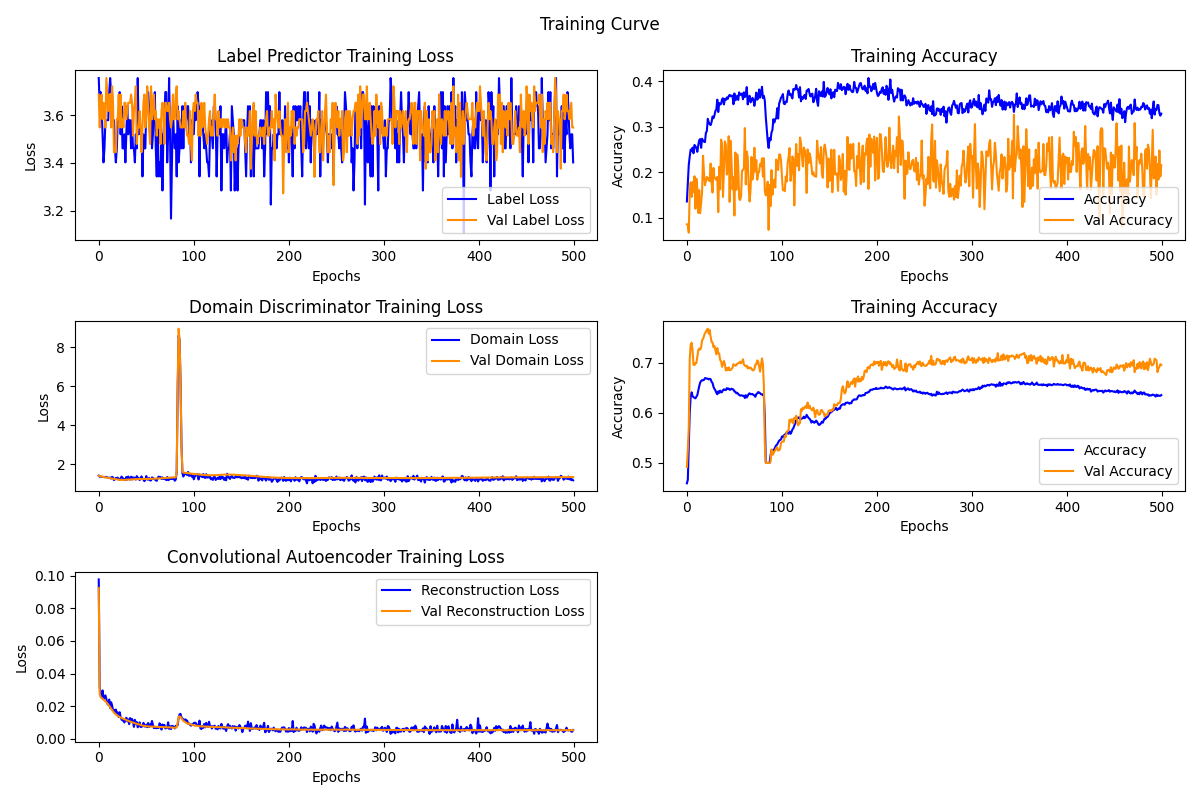 Training Curve
Label Predictor Training Loss
Loss
3.6
3.4
3.2
Label Loss
Val Label Loss
0 100 200 300 400 500
Epochs
Training Accuracy
Accuracy
0.4
0.3
0.2
0.1
Accuracy
Val Accuracy
0 100 200 300 400 500
Epochs
Domain Discriminator Training Loss
Loss
8
6
4
2
Domain Loss
Val Domain Loss
0 100 200 300 400 500
Epochs
Training Accuracy
Accuracy
0.7
0.6
0.5
Accuracy
Val Accuracy
0 100 200 300 400 500
Epochs
Convolutional Autoencoder Training Loss
Loss
0.10
0.08
0.06
0.04
0.02
0.00
Reconstruction Loss
Val Reconstruction Loss
0 100 200 300 400 500
Epochs